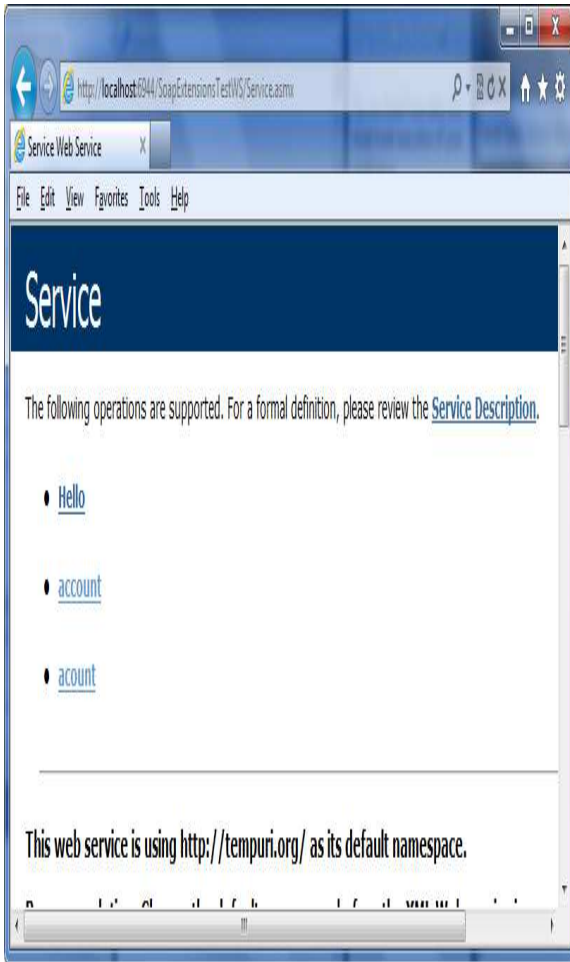 http://localhost:6944/SoapExtensionsTestWS/Service.asmx
Service Web Service
File Edit View Favorites Tools Help
Service
The following operations are supported. For a formal definition, please review the Service Description.
Hello
account
acount
This web service is using http://tempuri.org/ as its default namespace.